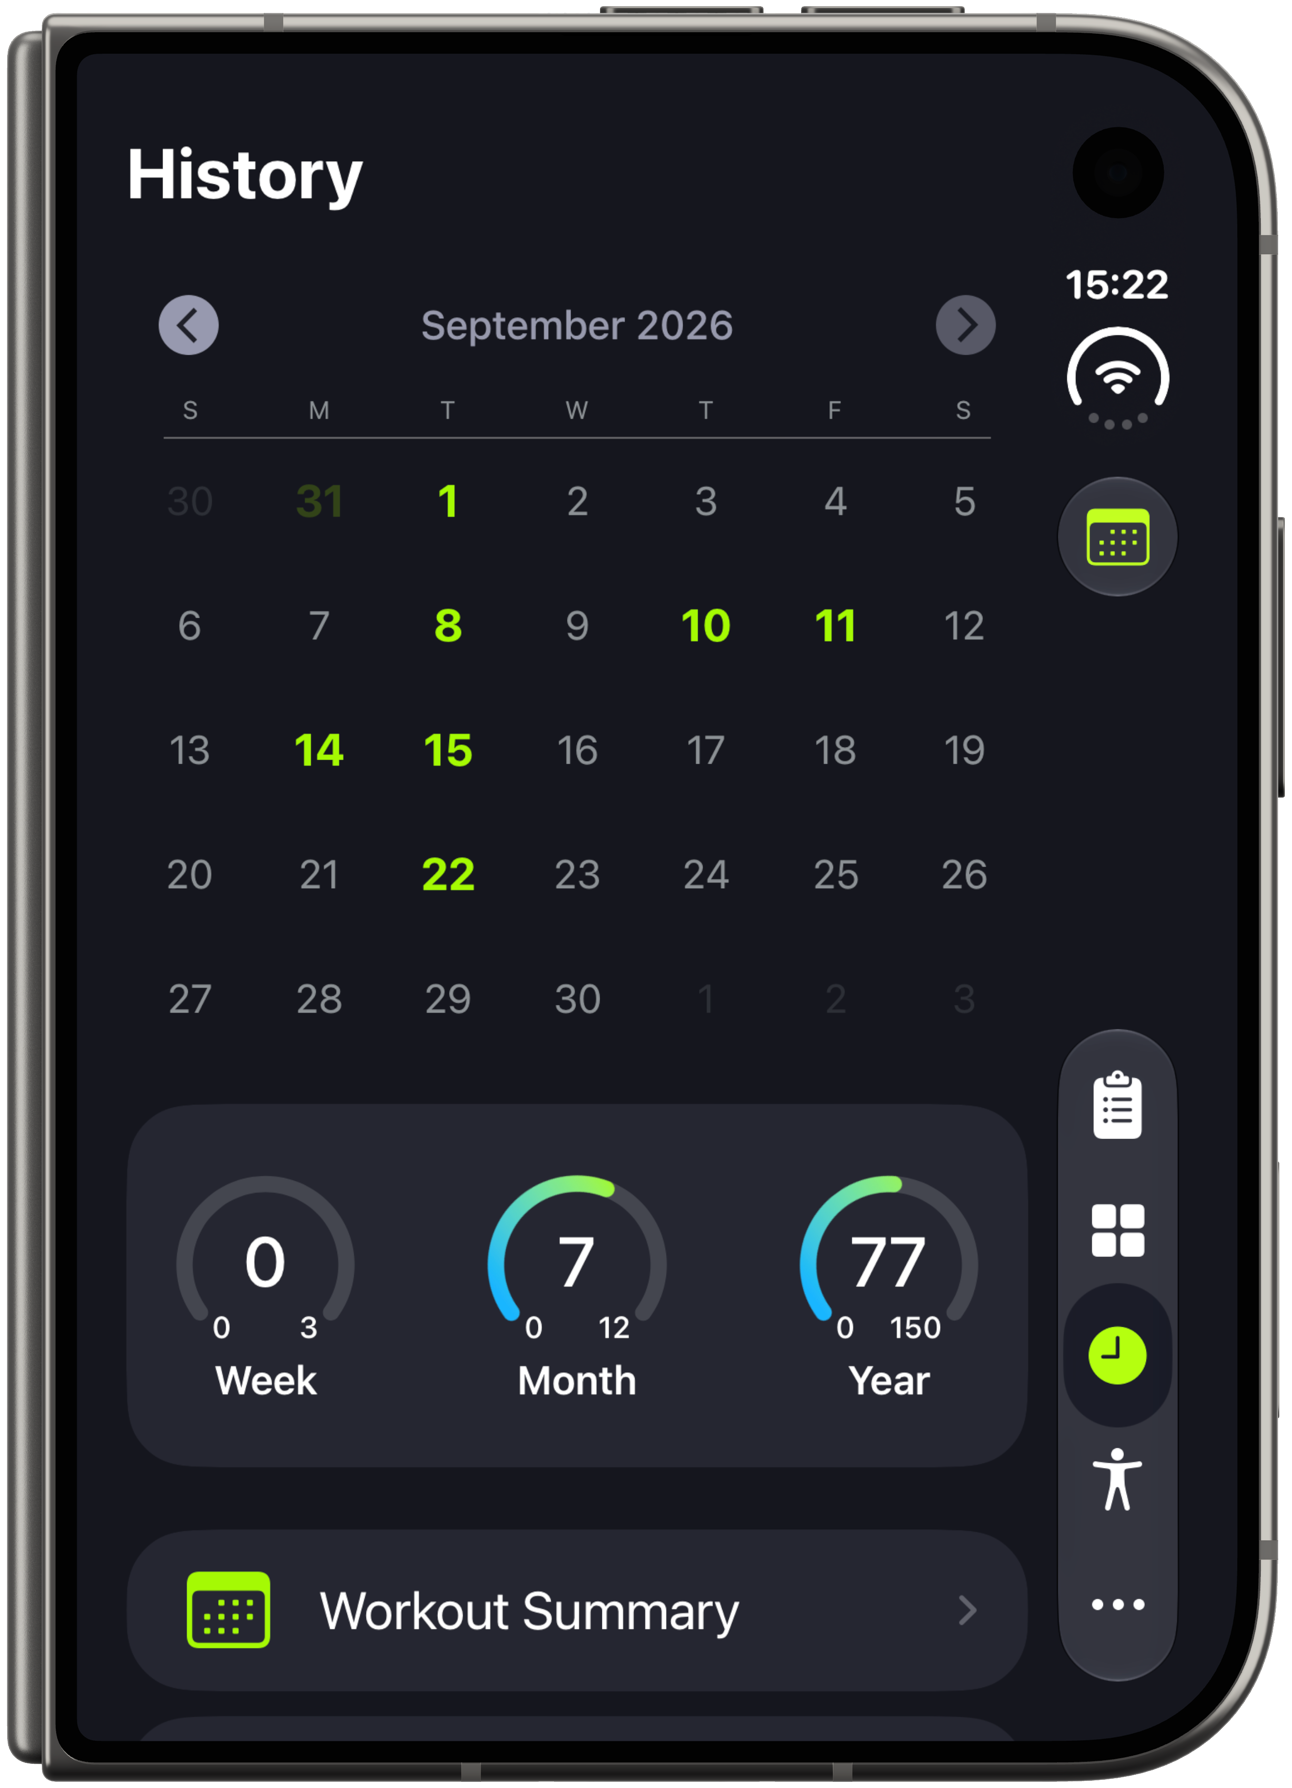 History
15:22
September 2026
S M T W T F S
30 31 1 2 3 4 5
6 7 8 9 10 11 12
13 14 15 16 17 18 19
20 21 22 23 24 25 26
27 28 29 30 1 2 3
0 7 77
0 3 0 12 0 150
Week Month Year
Workout Summary